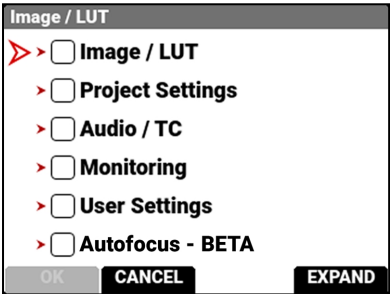 Image / LUT
Image / LUT
Project Settings
Audio / TC
Monitoring
User Settings
Autofocus - BETA
OK CANCEL EXPAND